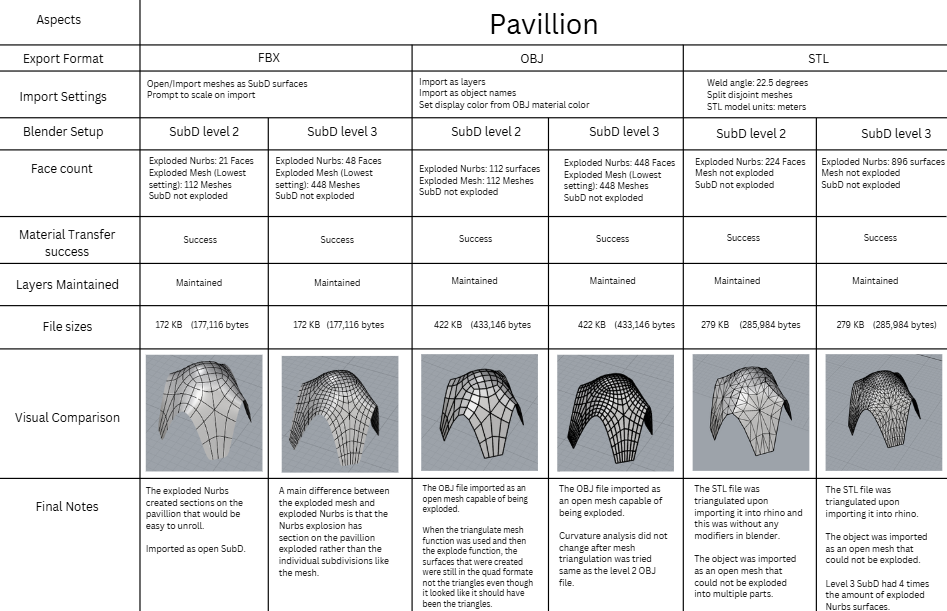 Aspects
Pavillion
Export Format
FBX
OBJ
STL
Import Settings
Open/Import meshes as SubD surfaces
Prompt to scale on import
Import as layers
Import as object names
Set display color from OBJ material color
Weld angle: 22.5 degrees
Split disjoint meshes
STL model units: meters
Blender Setup
SubD level 2
SubD level 3
SubD level 2
SubD level 3
SubD level 2
SubD level 3
Face count
Exploded Nurbs: 21 Faces
Exploded Mesh (Lowest
setting): 112 Meshes
SubD not exploded
Exploded Nurbs: 48 Faces
Exploded Mesh (Lowest
setting): 448 Meshes
SubD not exploded
Exploded Nurbs: 112 surfaces
Exploded Mesh: 112 Meshes
SubD not exploded
Exploded Nurbs: 448 Faces
Exploded Mesh (Lowest
setting): 448 Meshes
SubD not exploded
Exploded Nurbs: 224 Faces
Mesh not exploded
SubD not exploded
Exploded Nurbs: 896 surfaces
Mesh not exploded
SubD not exploded
Material Transfer
success
Success
Success
Success
Success
Success
Success
Layers Maintained
Maintained
Maintained
Maintained
Maintained
Maintained
Maintained
File sizes
172 KB (177,116 bytes
172 KB (177,116 bytes
422 KB (433,146 bytes
422 KB (433,146 bytes
279 KB (285,984 bytes
279 KB (285,984 bytes)
Visual Comparison
Final Notes
The exploded Nurbs
created sections on the
pavillion that would be
easy to unroll.
Imported as open SubD.
A main difference between
the exploded mesh and
exploded Nurbs is that the
Nurbs explosion has
section on the pavillion
exploded rather than the
individual subdivisions like
the mesh.
The OBJ file imported as an
open mesh capable of being
exploded.
When the triangulate mesh
function was used and then
the explode function, the
surfaces that were created
were still in the quad formate
not the triangles even though
it looked like it should have
been the triangles.
The OBJ file imported as
an open mesh capable of
being exploded.
Curvature analysis did not
change after mesh
triangulation was tried
same as the level 2 OBJ
file.
The STL file was
triangulated upon
importing it into rhino and
this was without any
modifiers in blender.
The object was imported
as an open mesh that
could not be exploded
into multiple parts.
The STL file was
triangulated upon
importing it into rhino.
The object was imported
as an open mesh that
could not be exploded.
Level 3 SubD had 4 times
the amount of exploded
Nurbs surfaces.